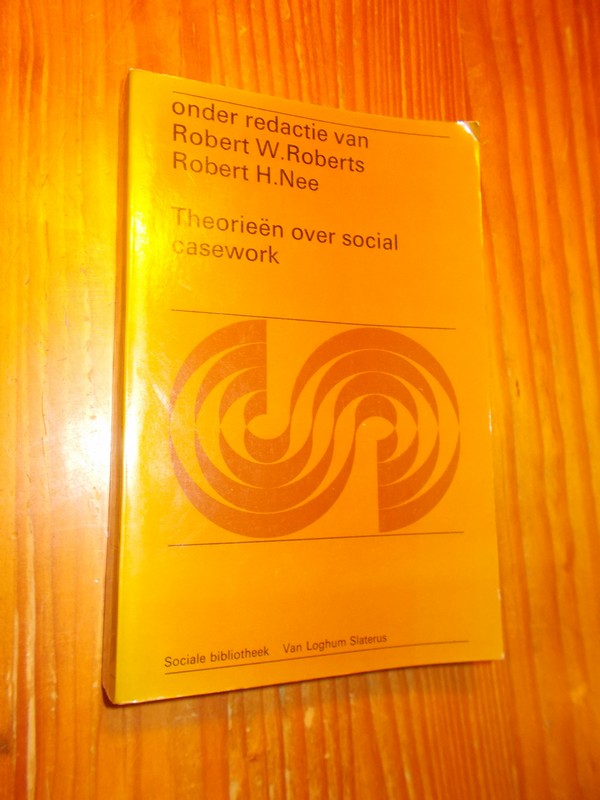 onder redactie van
Robert W.Roberts
Robert H.Nee
Theorieën over social
casework
Sociale bibliotheek Van Loghum Slaterus